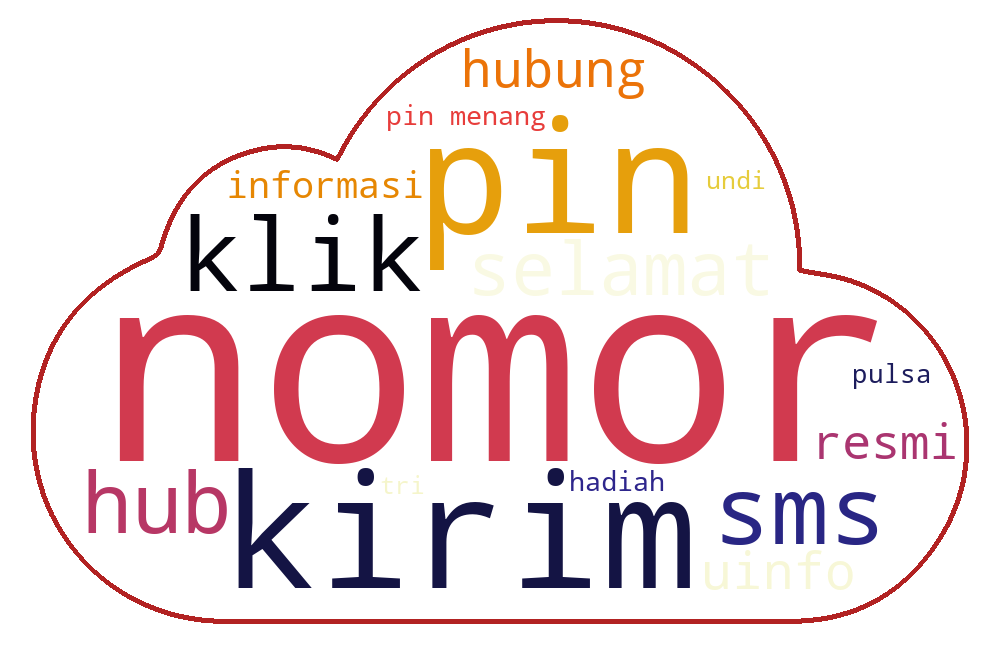 hubung
pin menang
pin
undi
informasi
klik
selamat
nomor
pulsa
resmi
hub
kirim
tri
hadiah
sms
uinfo